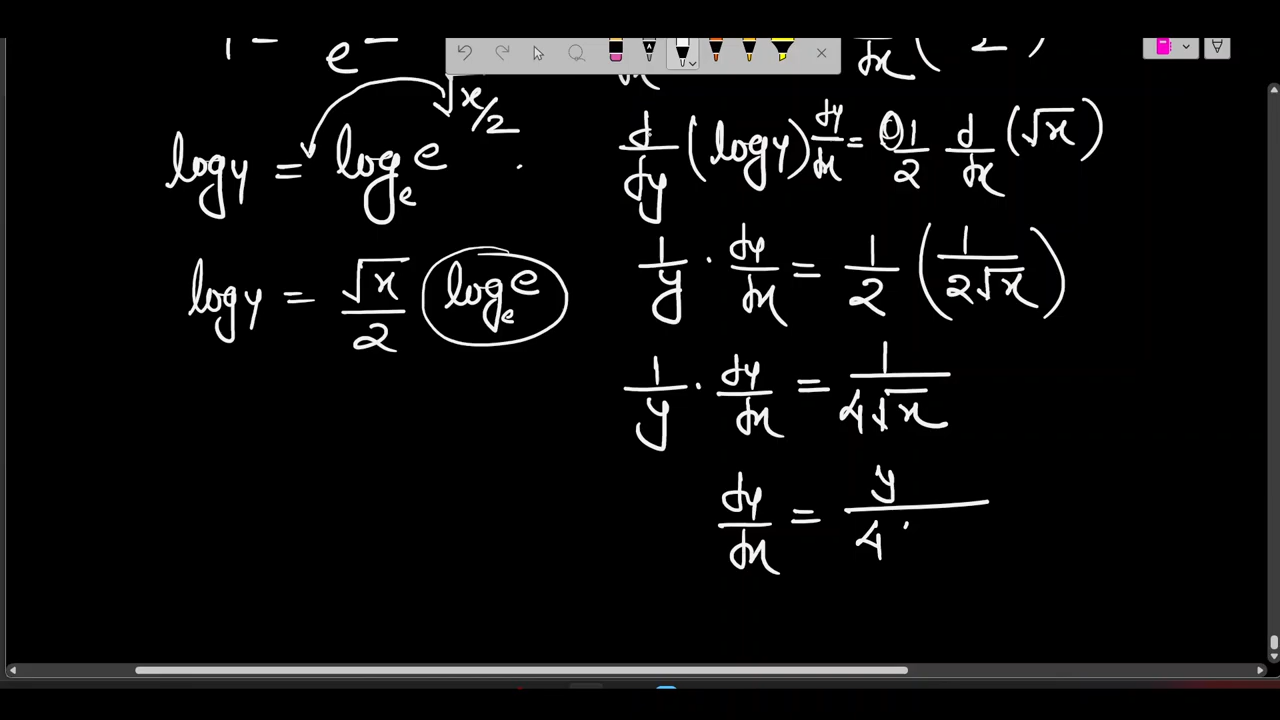 log y = log_e e^{√x/2}
log y = √x/2 log_e e
d/dy (log y) dy/dx = 1/2 d/dx (√x)
1/y · dy/dx = 1/2 (1/2√x)
1/y · dy/dx = 1/4√x
dy/dx = y/4